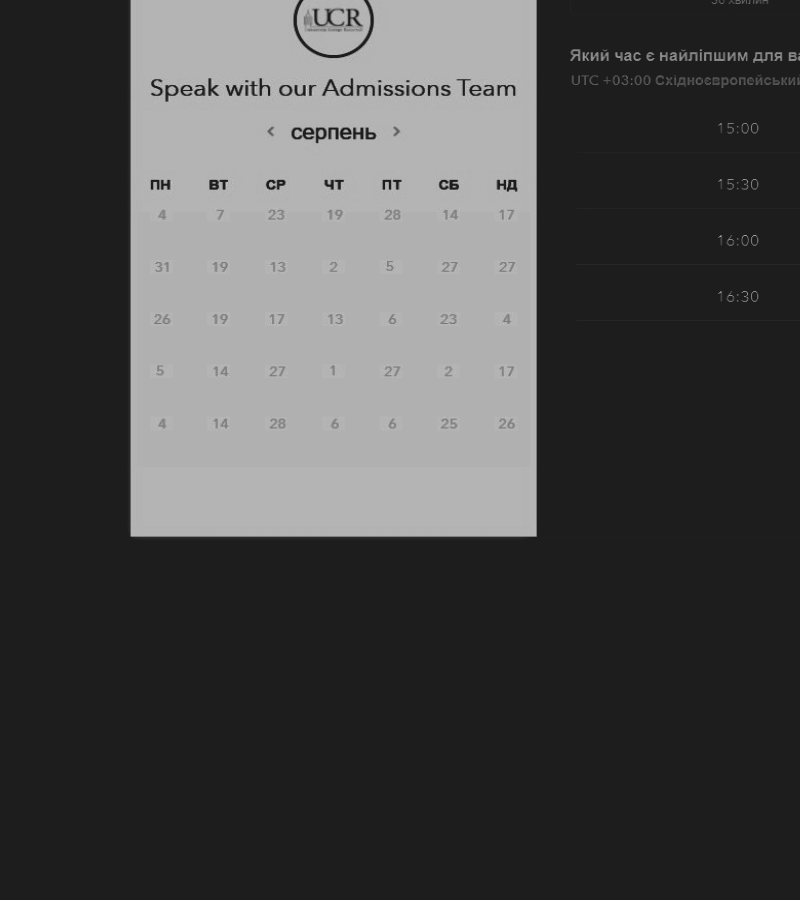 UCR
Speak with our Admissions Team
< серпень >
ПН ВТ СР ЧТ ПТ СБ НД
4 7 23 19 28 14 17
31 19 13 2 5 27 27
26 19 17 13 6 23 4
5 14 27 1 27 2 17
4 14 28 6 6 25 26
30 хвилин
Який час є найліпшим для ва
UTC +03:00 Східноєвропейськи
15:00
15:30
16:00
16:30